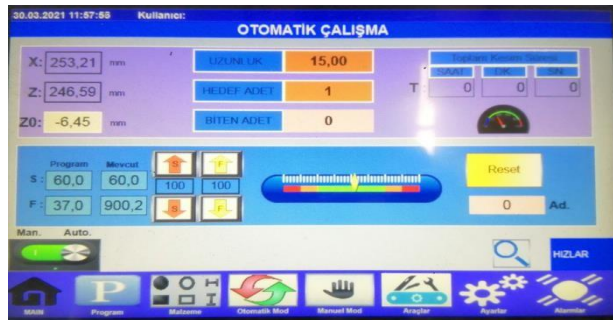 30.03.2021 11:57:56 Kullanıcı:
OTOMATİK ÇALIŞMA
X: 253,21 mm
UZUNLUK 15,00
Toplam Kesim Süresi
SAAT DK. SN.
Z: 246,59 mm
HEDEF ADET 1
T: 0 0 0
Z0: -6,45 mm
BİTEN ADET 0
Program Mevcut
S F
S: 60,0 60,0
100 100
Reset
F: 37,0 900,2
S F
0 Ad.
Man. Auto.
HIZLAR
P
MAIN Program Malzeme Otomatik Mod Manuel Mod Araçlar Ayarlar Alarmlar